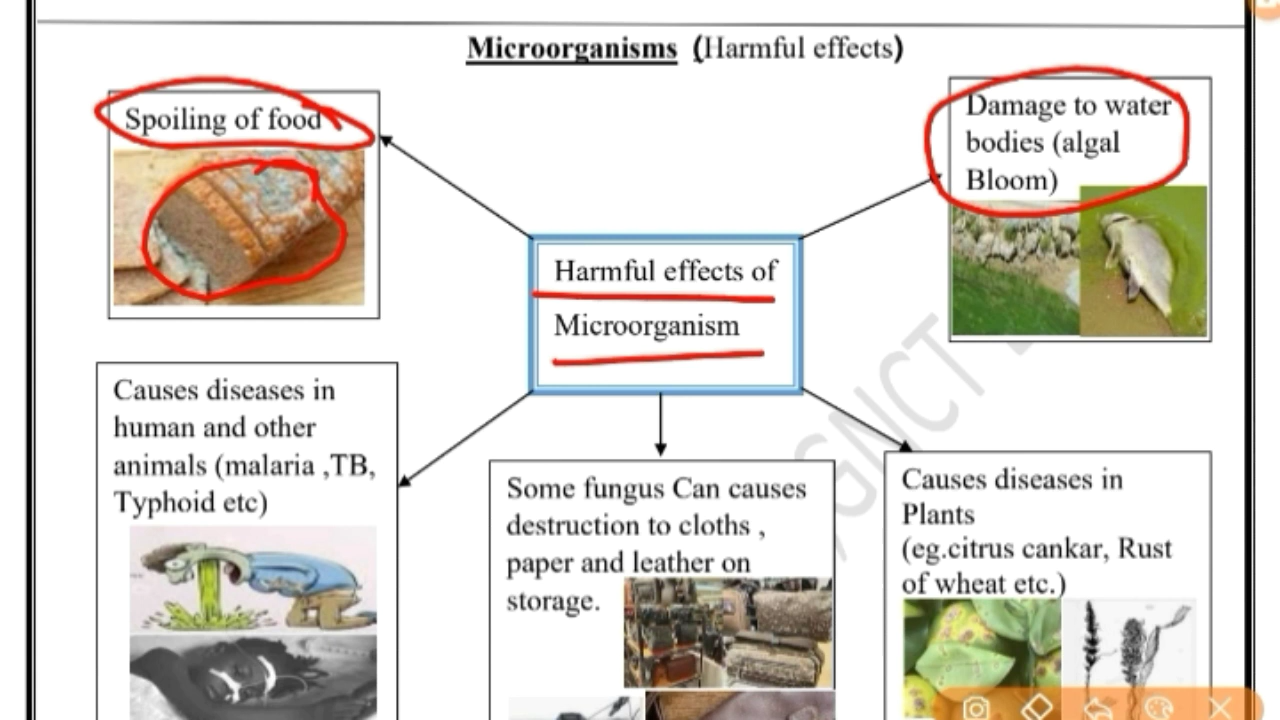 Microorganisms (Harmful effects)
Spoiling of food
Damage to water
bodies (algal
Bloom)
Harmful effects of
Microorganism
Causes diseases in
human and other
animals (malaria ,TB,
Typhoid etc)
Some fungus Can causes
destruction to cloths ,
paper and leather on
storage.
Causes diseases in
Plants
(eg.citrus cankar, Rust
of wheat etc.)